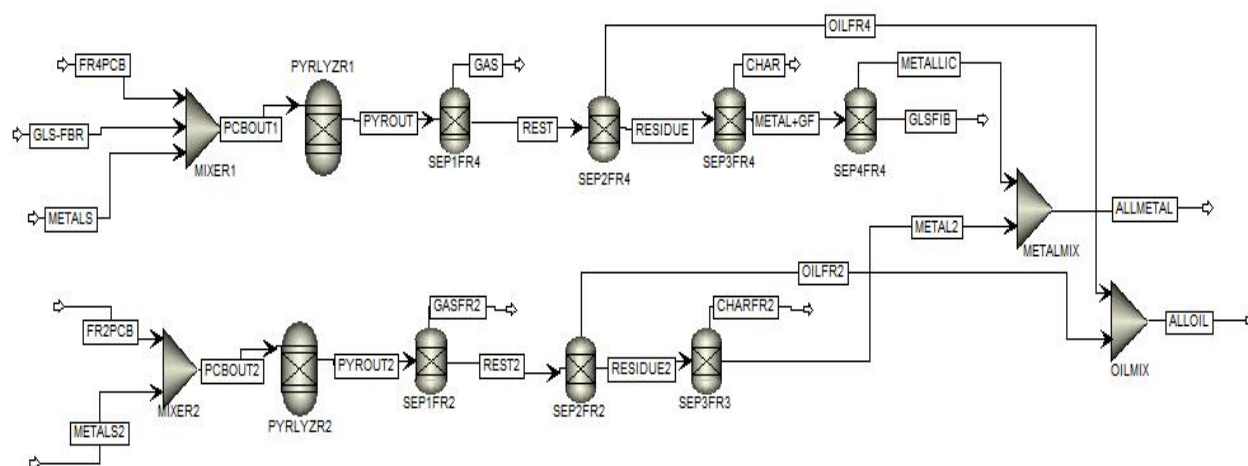 OILFR4
FR4PCB
PYRLYZR1
GAS
CHAR
METALLIC
GLS-FBR
PCBOUT1
PYROUT
REST
RESIDUE
METAL+GF
GLSFIB
MIXER1
SEP1FR4
SEP2FR4
SEP3FR4
SEP4FR4
METALS
ALLMETAL
METAL2
METALMIX
OILFR2
GASFR2
CHARFR2
FR2PCB
ALLOIL
PCBOUT2
PYROUT2
REST2
RESIDUE2
OILMIX
MIXER2
SEP1FR2
SEP2FR2
SEP3FR3
PYRLYZR2
METALS2